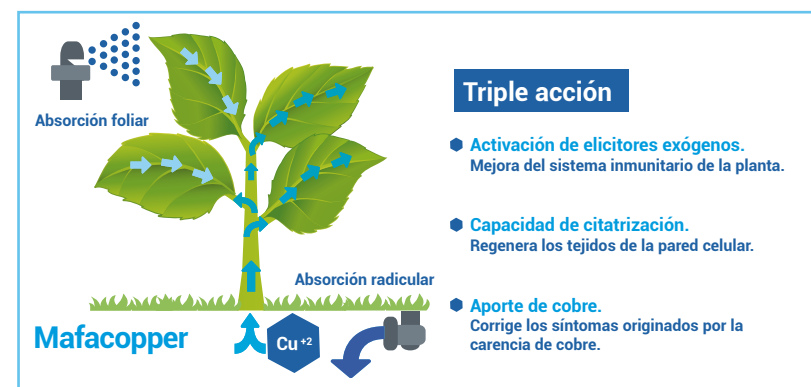 Absorción foliar
Triple acción
Activación de elicitores exógenos.
Mejora del sistema inmunitario de la planta.
Capacidad de citatrización.
Regenera los tejidos de la pared celular.
Absorción radicular
Aporte de cobre.
Corrige los síntomas originados por la
carencia de cobre.
Mafacopper
Cu+2